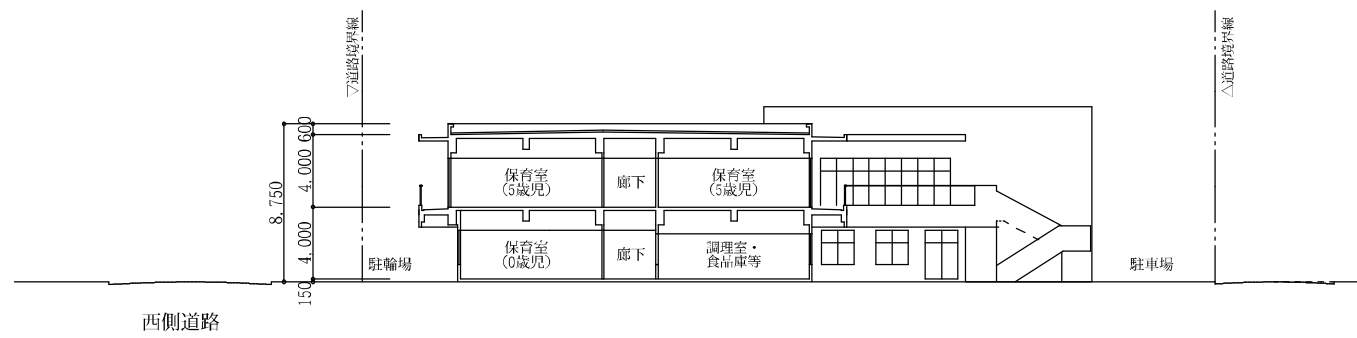 ▽道路境界線
△道路境界線
600
4,000
8,750
4,000
150
保育室
(5歳児)
廊下
保育室
(5歳児)
保育室
(0歳児)
廊下
調理室・
食品庫等
駐輪場
駐車場
西側道路